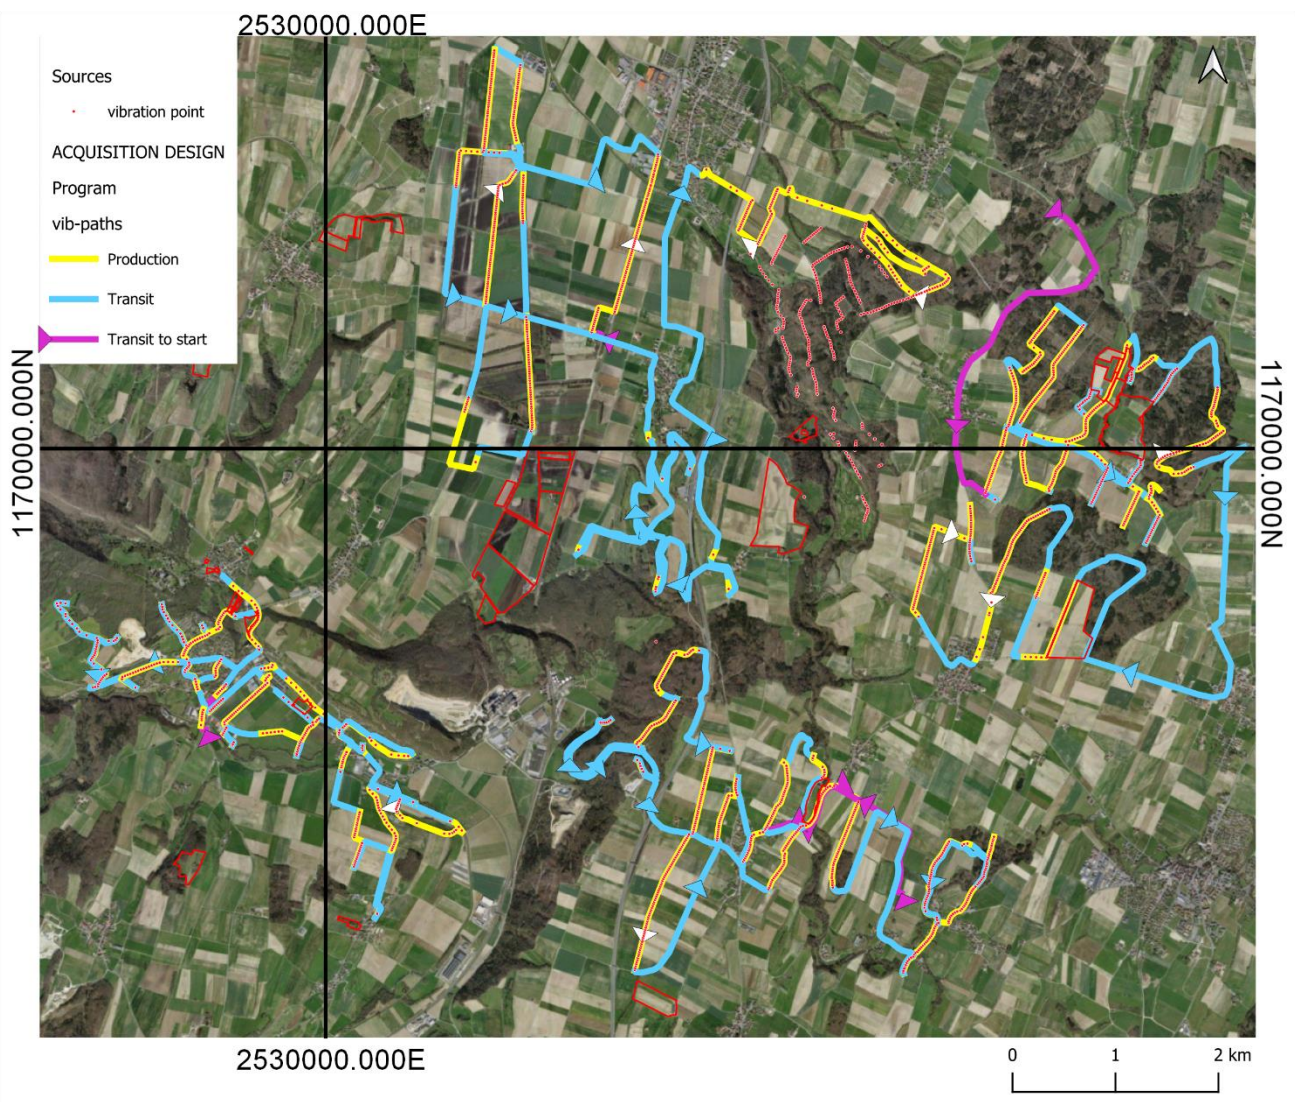 2530000.000E
Sources
vibration point
ACQUISITION DESIGN
Program
vib-paths
Production
Transit
Transit to start
1170000.000N
1170000.000N
2530000.000E
0 1 2 km